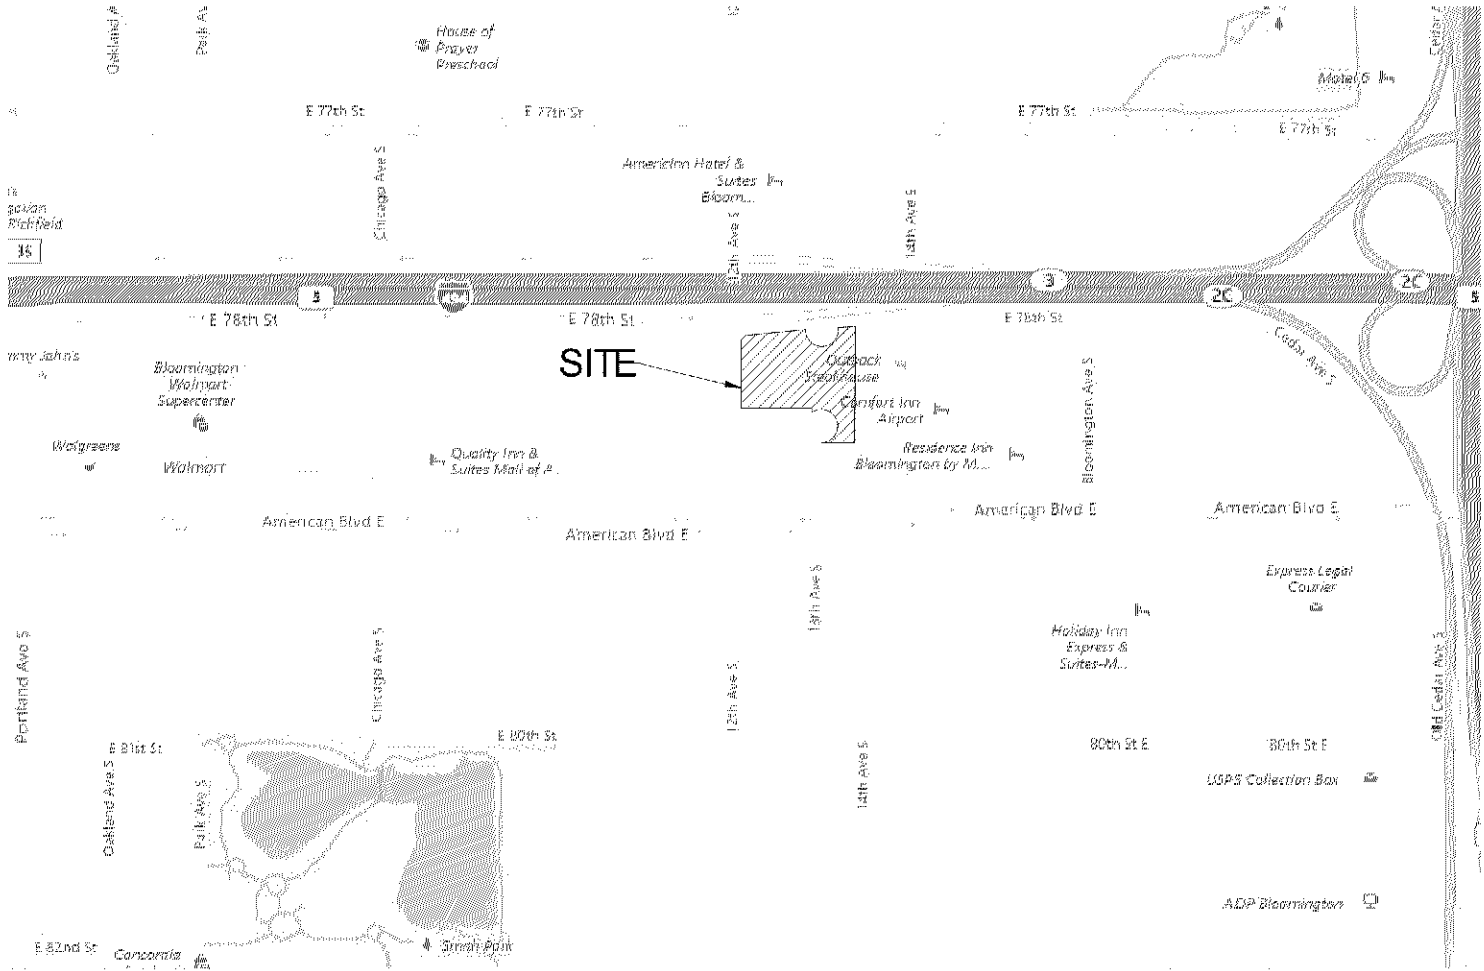 Park Av
House of
Prayer
Preschool
Motel 6
E 77th St
E 77th St
E 77th St
E 77th St
Chicago Ave S
AmericInn Hotel &
Suites
Bloom...
12th Ave S
14th Ave S
Richfield
3
2C
2C
E 78th St
E 78th St
E 78th St
Cedar Ave S
SITE
Bloomington
Walmart
Supercenter
Outback
Steakhouse
Comfort Inn
Airport
Bloomington Ave S
Walgreens
Walmart
Quality Inn &
Suites Mall of A...
Residence Inn
Bloomington by M...
American Blvd E
American Blvd E
American Blvd E
American Blvd E
Express Legal
Courier
13th Ave S
Holiday Inn
Express &
Suites-M...
Portland Ave S
Chicago Ave S
12th Ave S
Old Cedar Ave S
E 81st St
E 80th St
80th St E
80th St E
Oakland Ave S
Park Ave S
14th Ave S
USPS Collection Box
ADP Bloomington
E 82nd St
Concordia
Smith Park